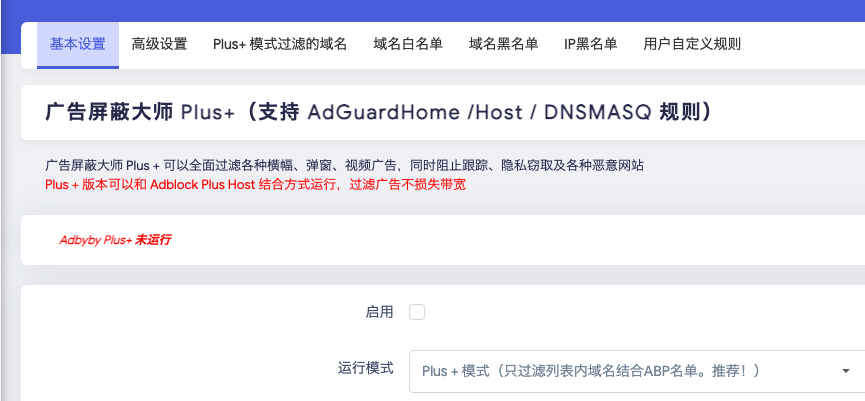 基本设置 高级设置 Plus+ 模式过滤的域名 域名白名单 域名黑名单 IP黑名单 用户自定义规则
广告屏蔽大师 Plus+（支持 AdGuardHome /Host / DNSMASQ 规则）
广告屏蔽大师 Plus + 可以全面过滤各种横幅、弹窗、视频广告，同时阻止跟踪、隐私窃取及各种恶意网站
Plus + 版本可以和 Adblock Plus Host 结合方式运行，过滤广告不损失带宽
Adbyby Plus+ 未运行
启用
运行模式 Plus + 模式（只过滤列表内域名结合ABP名单。推荐！）